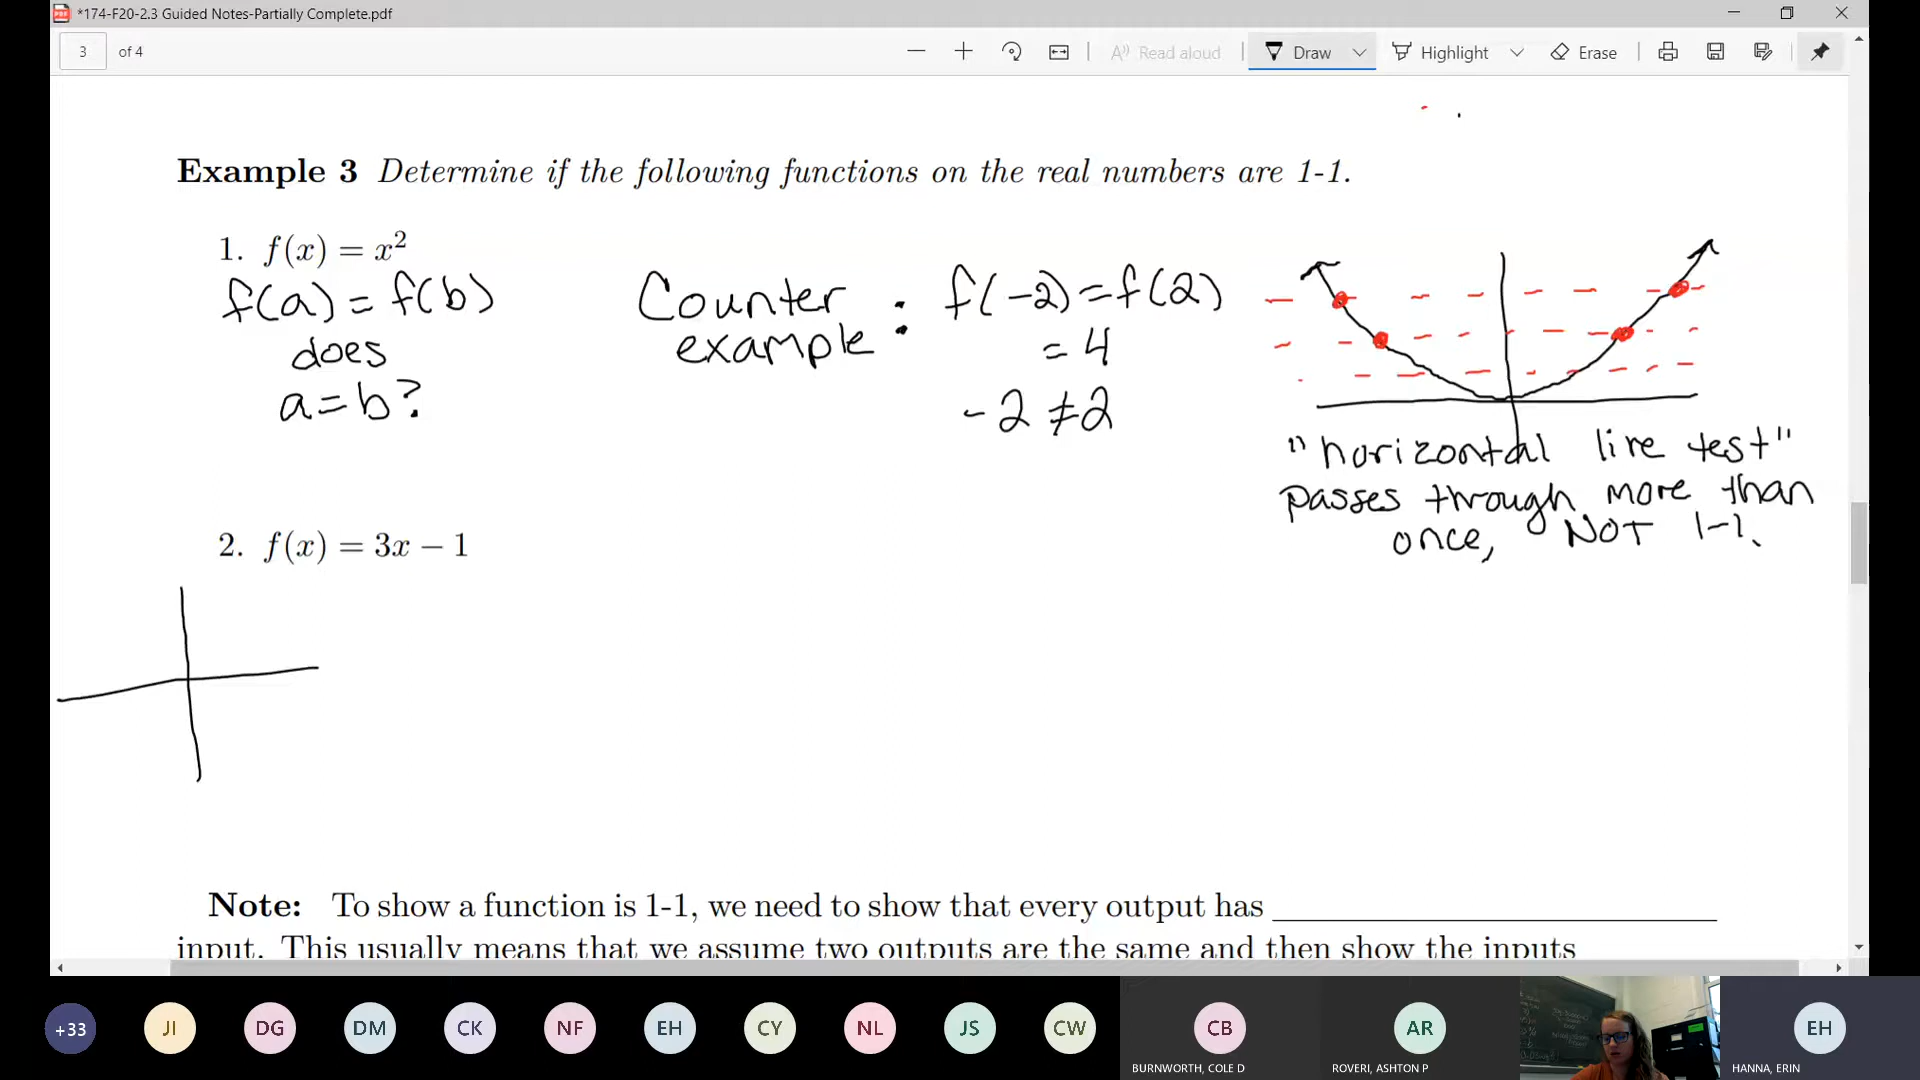 *174-F20-2.3 Guided Notes-Partially Complete.pdf
3 of 4
Read aloud Draw Highlight Erase
Example 3 Determine if the following functions on the real numbers are 1-1.
1. f(x) = x²
f(a) = f(b)
does
a = b?
Counter
example :
f(-2) = f(2)
= 4
-2 ≠ 2
"horizontal line test"
passes through more than
once, NOT 1-1.
2. f(x) = 3x − 1
Note: To show a function is 1-1, we need to show that every output has ____________
input. This usually means that we assume two outputs are the same and then show the inputs
+33 JI DG DM CK NF EH CY NL JS CW CB AR EH
BURNWORTH, COLE D ROVERI, ASHTON P HANNA, ERIN